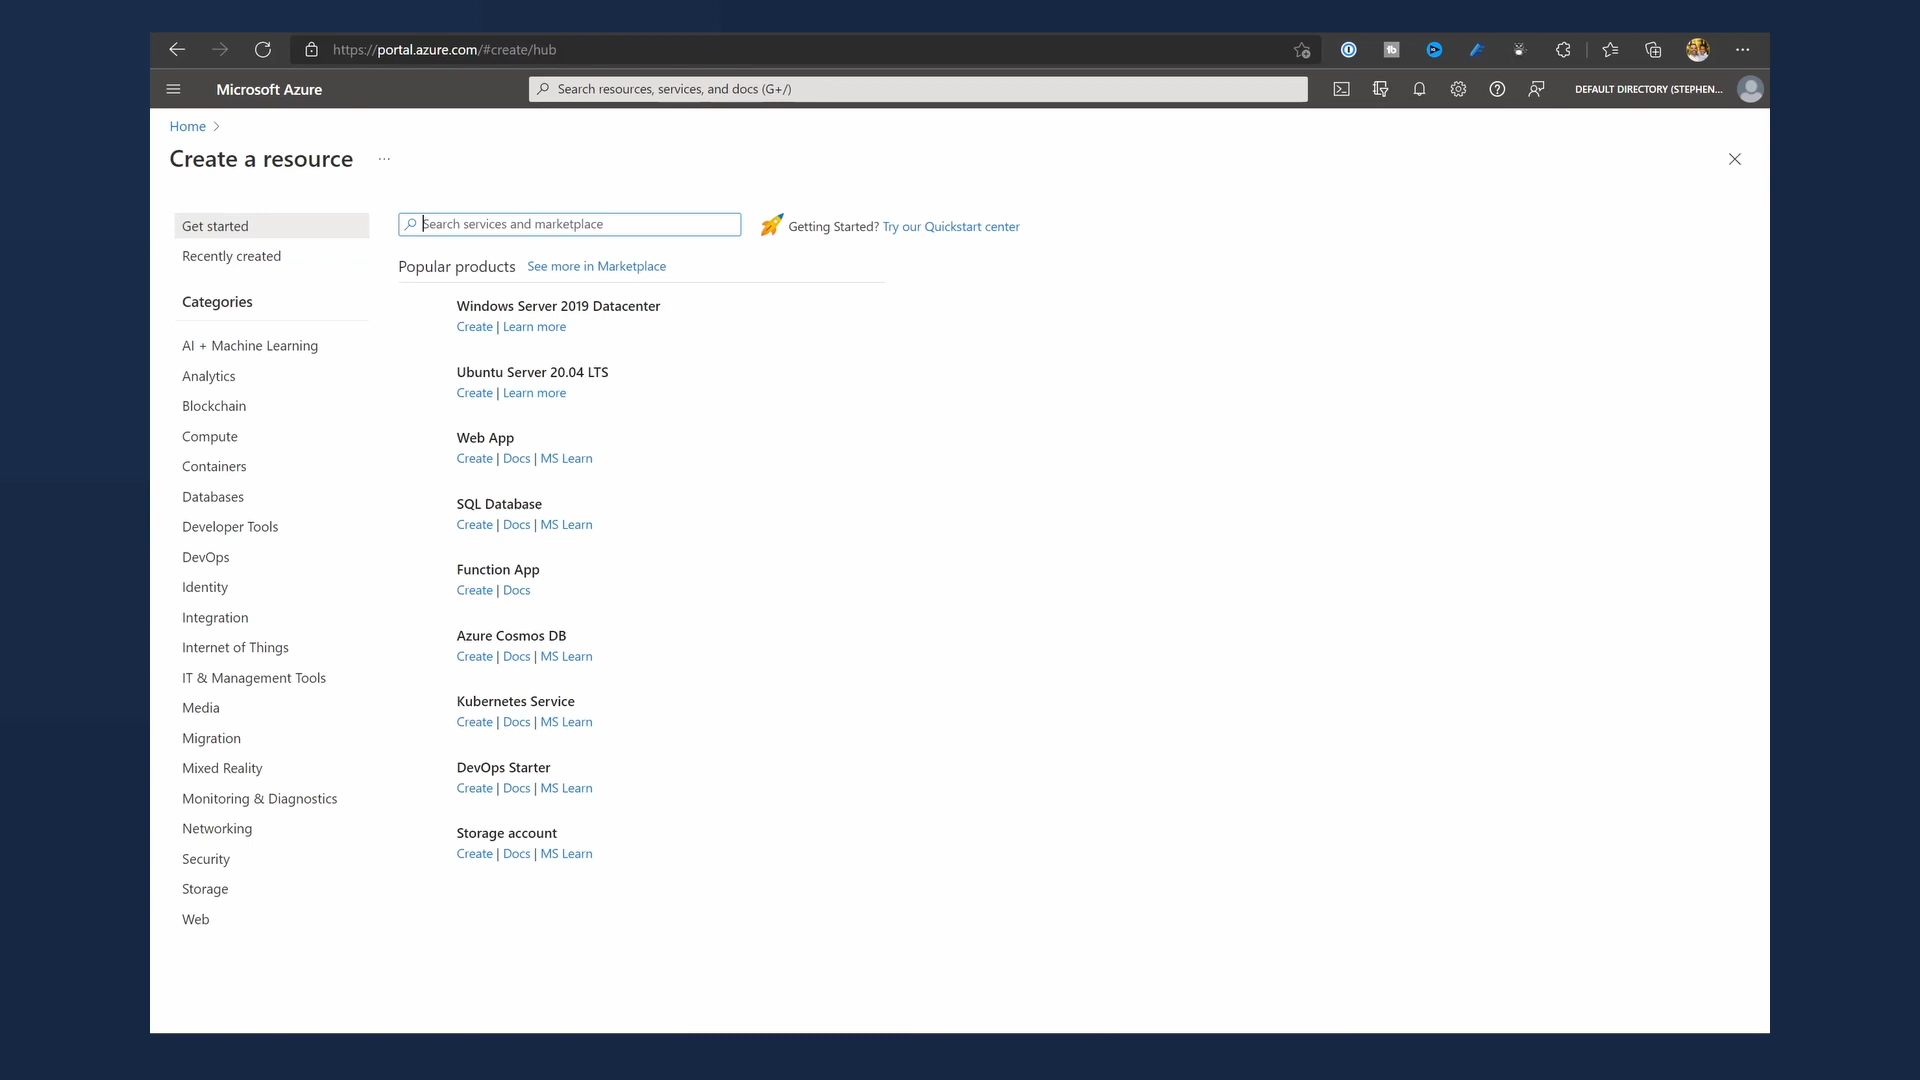 https://portal.azure.com/#create/hub
Microsoft Azure
Search resources, services, and docs (G+/)
DEFAULT DIRECTORY (STEPHEN...
Home >
Create a resource ...
Get started
Recently created
Categories
AI + Machine Learning
Analytics
Blockchain
Compute
Containers
Databases
Developer Tools
DevOps
Identity
Integration
Internet of Things
IT & Management Tools
Media
Migration
Mixed Reality
Monitoring & Diagnostics
Networking
Security
Storage
Web
Search services and marketplace
Getting Started? Try our Quickstart center
Popular products See more in Marketplace
Windows Server 2019 Datacenter
Create | Learn more
Ubuntu Server 20.04 LTS
Create | Learn more
Web App
Create | Docs | MS Learn
SQL Database
Create | Docs | MS Learn
Function App
Create | Docs
Azure Cosmos DB
Create | Docs | MS Learn
Kubernetes Service
Create | Docs | MS Learn
DevOps Starter
Create | Docs | MS Learn
Storage account
Create | Docs | MS Learn